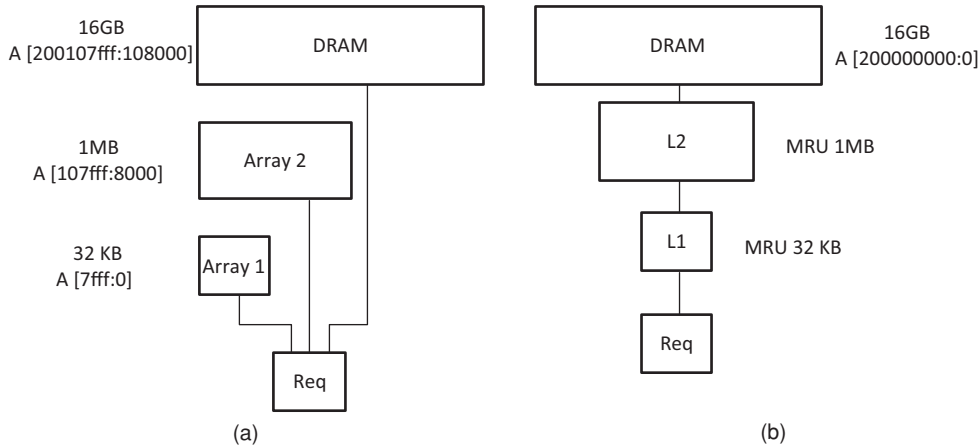 16GB
A [200107fff:108000]
DRAM
1MB
A [107fff:8000]
Array 2
32 KB
A [7fff:0]
Array 1
Req
(a)
DRAM
16GB
A [200000000:0]
L2
MRU 1MB
L1
MRU 32 KB
Req
(b)